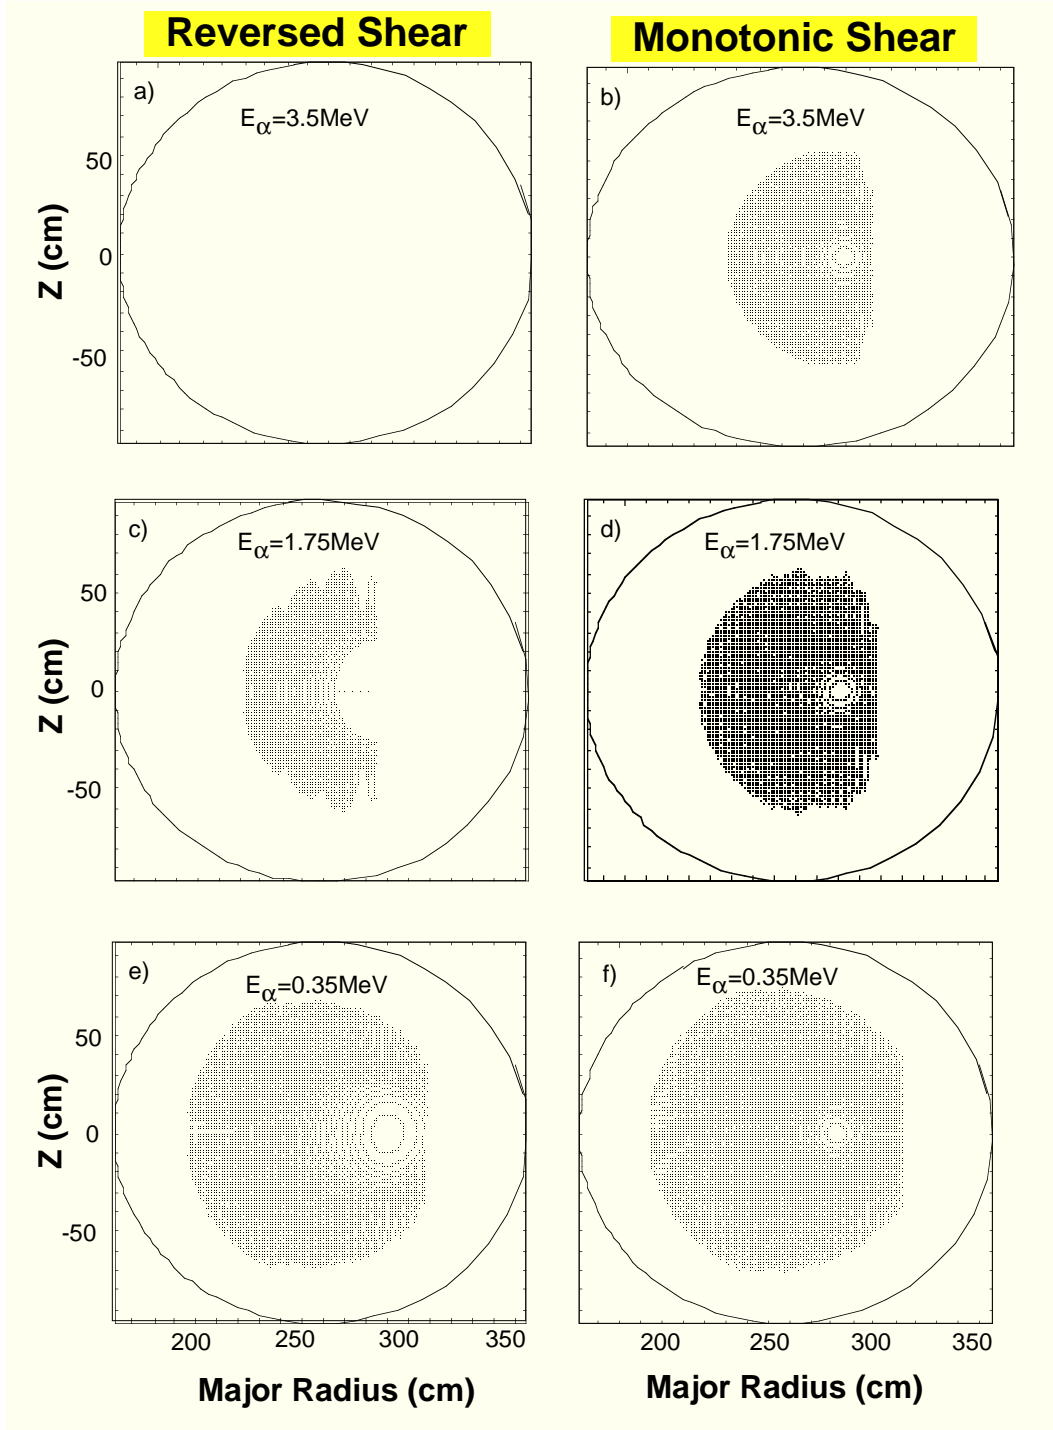 Reversed Shear
Monotonic Shear
a)
Eα=3.5MeV
b)
Eα=3.5MeV
50
0
-50
Z (cm)
c)
Eα=1.75MeV
d)
Eα=1.75MeV
50
0
-50
Z (cm)
e)
Eα=0.35MeV
f)
Eα=0.35MeV
50
0
-50
Z (cm)
200 250 300 350
200 250 300 350
Major Radius (cm)
Major Radius (cm)